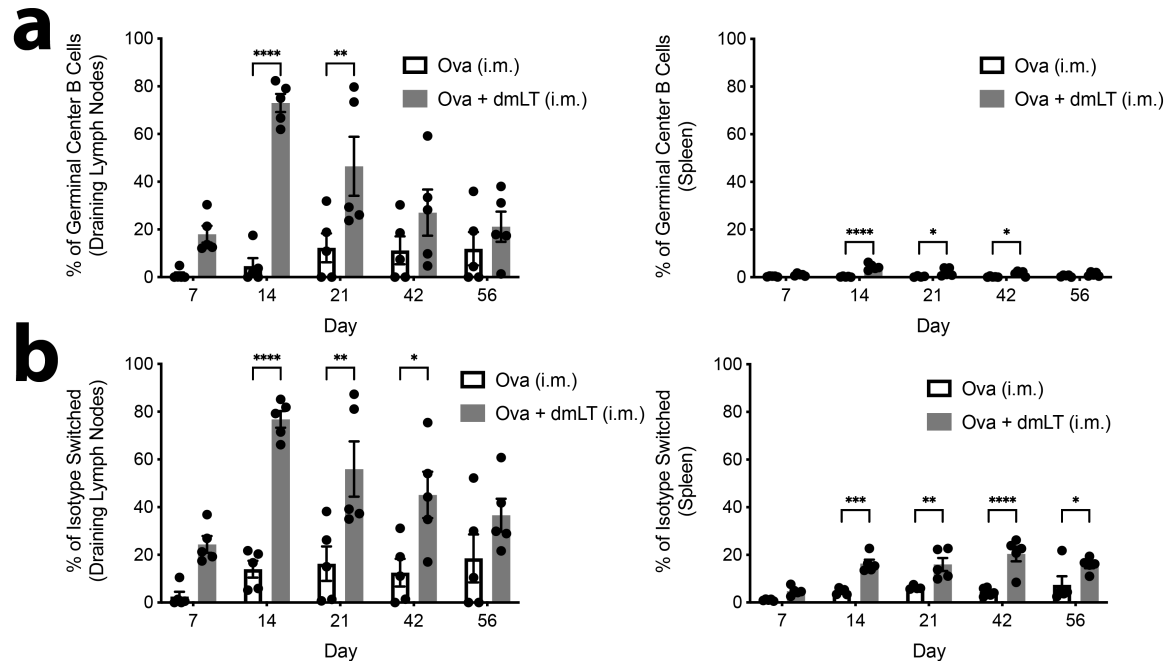 a
% of Germinal Center B Cells
(Draining Lymph Nodes)
100
80
60
40
20
0
****
**
Ova (i.m.)
Ova + dmLT (i.m.)
7 14 21 42 56
Day
% of Germinal Center B Cells
(Spleen)
100
80
60
40
20
0
****
*
*
Ova (i.m.)
Ova + dmLT (i.m.)
7 14 21 42 56
Day
b
% of Isotype Switched
(Draining Lymph Nodes)
100
80
60
40
20
0
****
**
*
Ova (i.m.)
Ova + dmLT (i.m.)
7 14 21 42 56
Day
% of Isotype Switched
(Spleen)
100
80
60
40
20
0
***
**
****
*
Ova (i.m.)
Ova + dmLT (i.m.)
7 14 21 42 56
Day